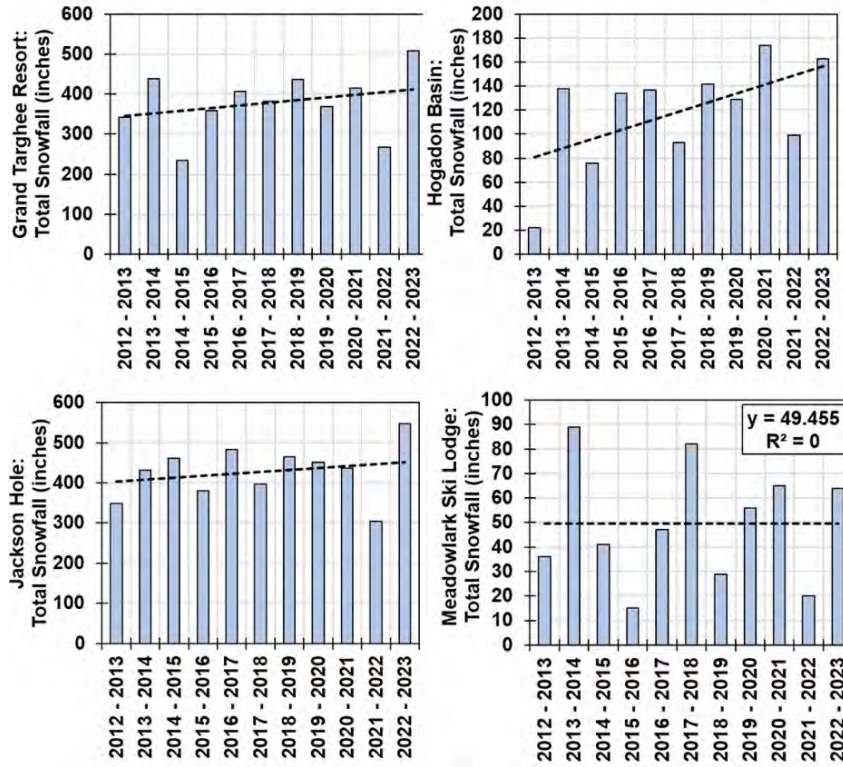 Grand Targhee Resort:
Total Snowfall (inches)
600
500
400
300
200
100
0
2012 - 2013
2013 - 2014
2014 - 2015
2015 - 2016
2016 - 2017
2017 - 2018
2018 - 2019
2019 - 2020
2020 - 2021
2021 - 2022
2022 - 2023
Hogadon Basin:
Total Snowfall (inches)
200
180
160
140
120
100
80
60
40
20
0
2012 - 2013
2013 - 2014
2014 - 2015
2015 - 2016
2016 - 2017
2017 - 2018
2018 - 2019
2019 - 2020
2020 - 2021
2021 - 2022
2022 - 2023
Jackson Hole:
Total Snowfall (inches)
600
500
400
300
200
100
0
2012 - 2013
2013 - 2014
2014 - 2015
2015 - 2016
2016 - 2017
2017 - 2018
2018 - 2019
2019 - 2020
2020 - 2021
2021 - 2022
2022 - 2023
Meadowlark Ski Lodge:
Total Snowfall (inches)
100
90
80
70
60
50
40
30
20
10
0
y = 49.455
R² = 0
2012 - 2013
2013 - 2014
2014 - 2015
2015 - 2016
2016 - 2017
2017 - 2018
2018 - 2019
2019 - 2020
2020 - 2021
2021 - 2022
2022 - 2023